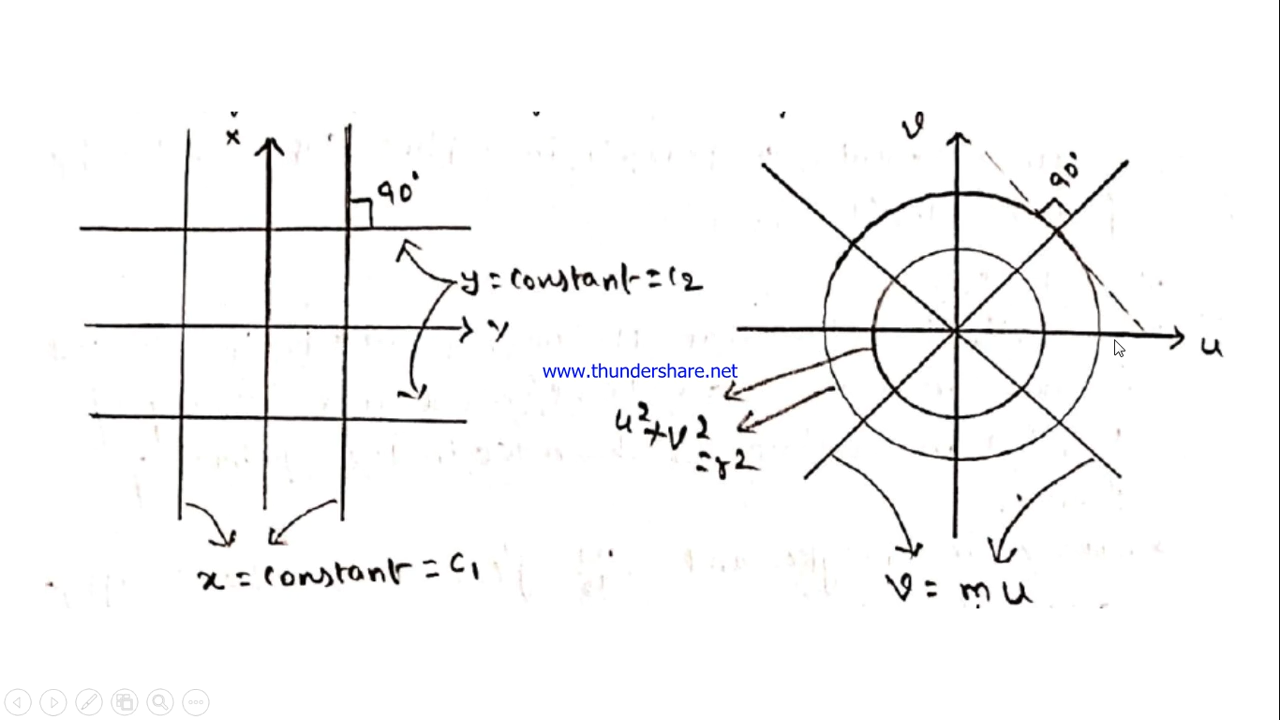 x
90°
y = constant = c2
y
x = constant = c1
www.thundershare.net
v
90°
u
u²+v²
=r2
v = mu